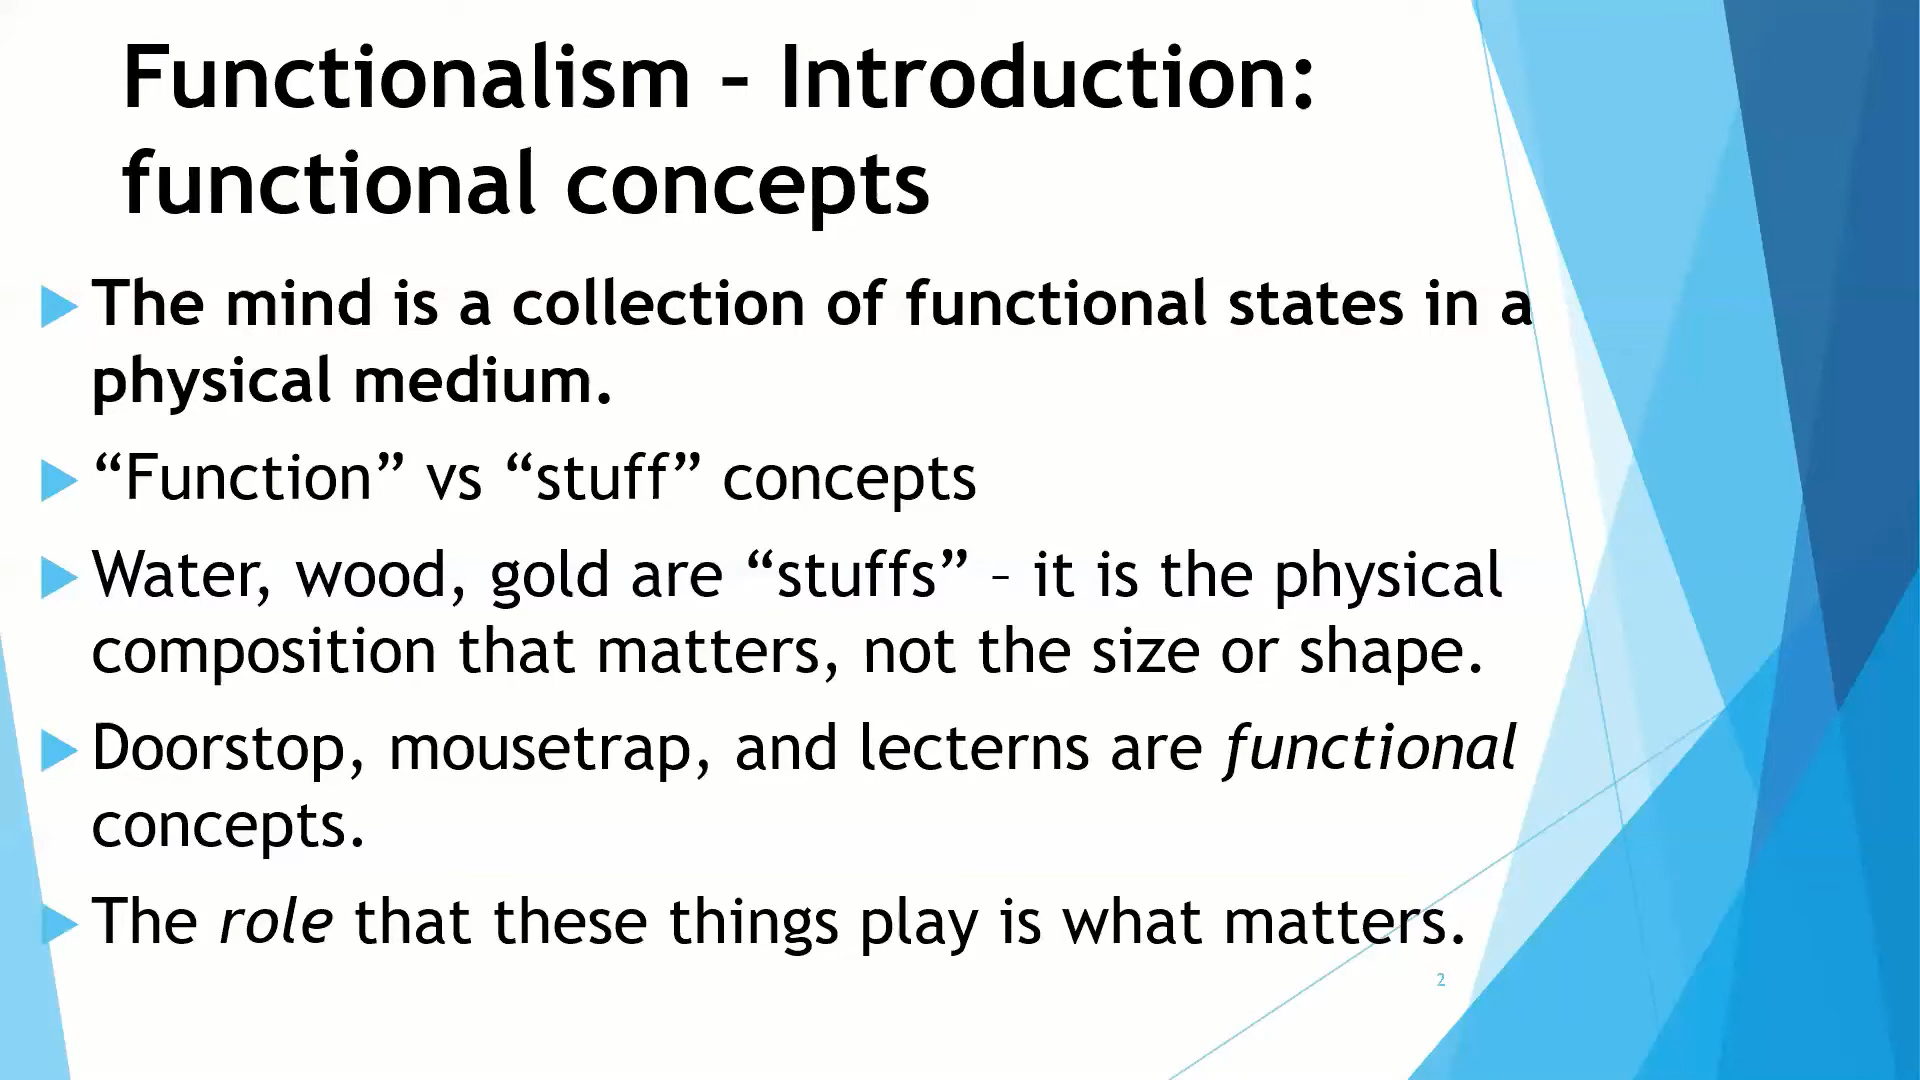 Functionalism – Introduction:
functional concepts
The mind is a collection of functional states in a
physical medium.
“Function” vs “stuff” concepts
Water, wood, gold are “stuffs” – it is the physical
composition that matters, not the size or shape.
Doorstop, mousetrap, and lecterns are functional
concepts.
The role that these things play is what matters.
2